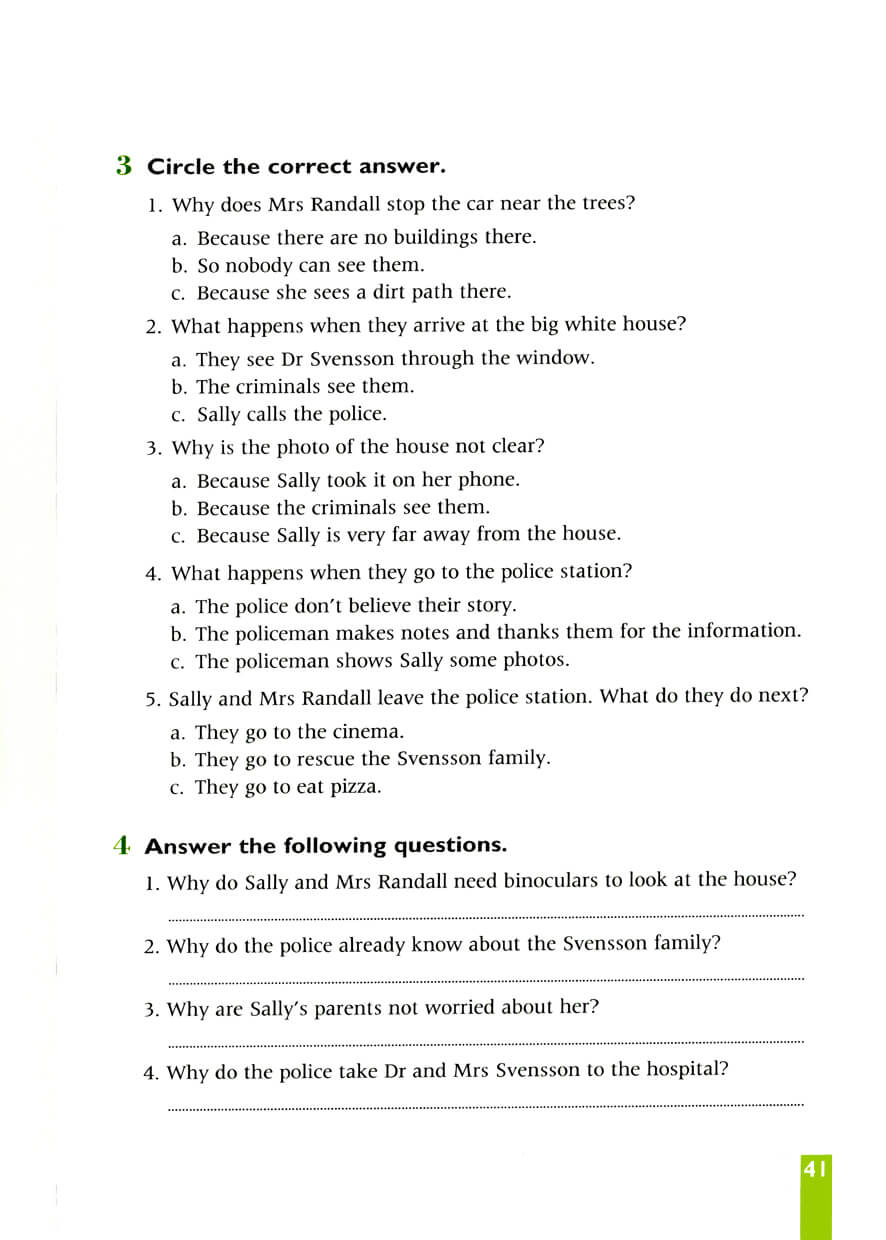 3 Circle the correct answer.
1. Why does Mrs Randall stop the car near the trees?
a. Because there are no buildings there.
b. So nobody can see them.
c. Because she sees a dirt path there.
2. What happens when they arrive at the big white house?
a. They see Dr Svensson through the window.
b. The criminals see them.
c. Sally calls the police.
3. Why is the photo of the house not clear?
a. Because Sally took it on her phone.
b. Because the criminals see them.
c. Because Sally is very far away from the house.
4. What happens when they go to the police station?
a. The police don't believe their story.
b. The policeman makes notes and thanks them for the information.
c. The policeman shows Sally some photos.
5. Sally and Mrs Randall leave the police station. What do they do next?
a. They go to the cinema.
b. They go to rescue the Svensson family.
c. They go to eat pizza.
4 Answer the following questions.
1. Why do Sally and Mrs Randall need binoculars to look at the house?
2. Why do the police already know about the Svensson family?
3. Why are Sally's parents not worried about her?
4. Why do the police take Dr and Mrs Svensson to the hospital?
41